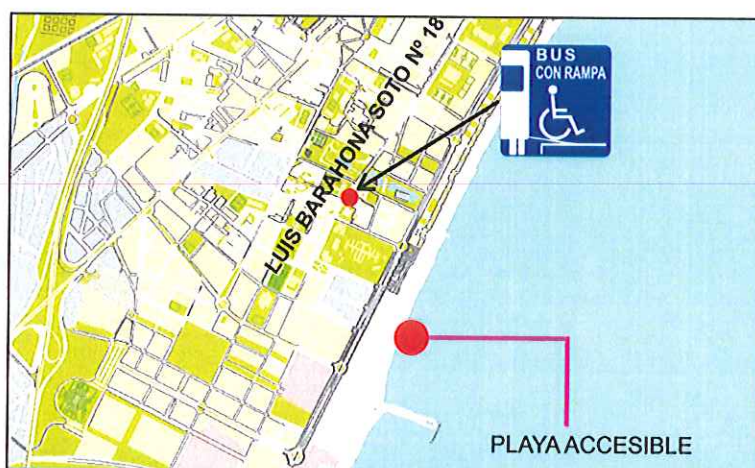 LUIS BARAHONA SOTO Nº 18
BUS
CON RAMPA
PLAYA ACCESIBLE